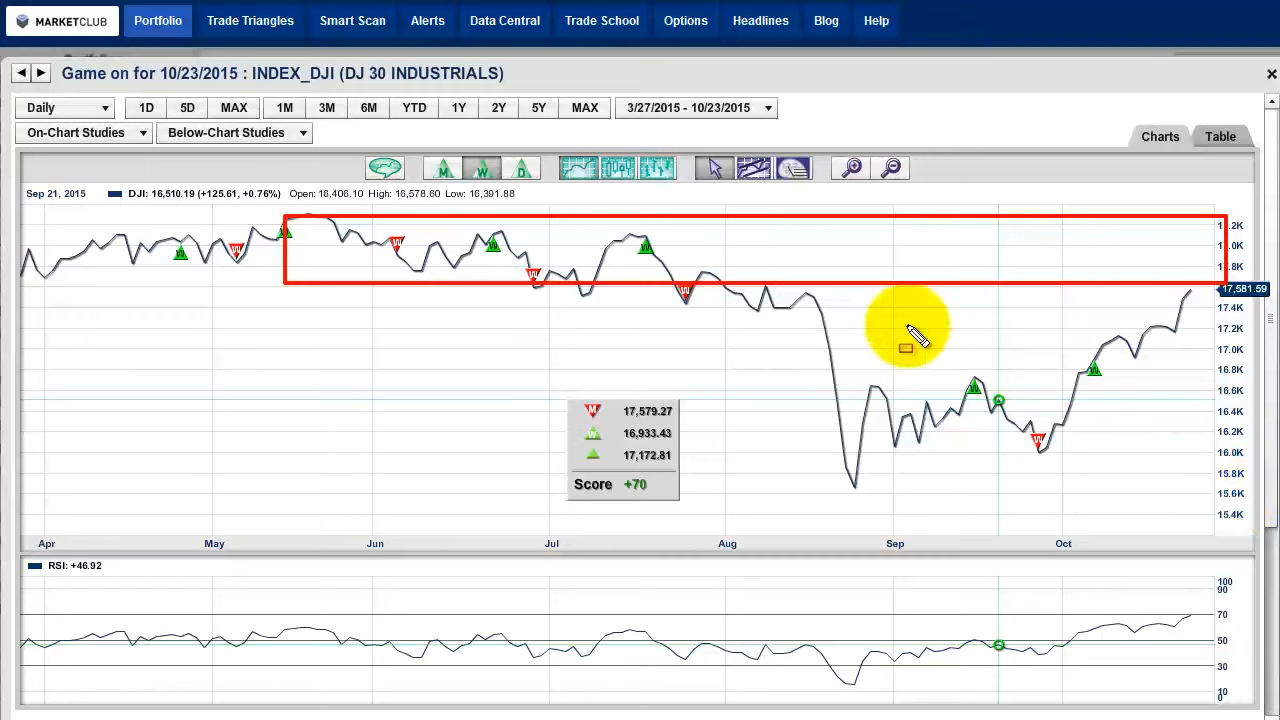 MARKETCLUB Portfolio Trade Triangles Smart Scan Alerts Data Central Trade School Options Headlines Blog Help
Game on for 10/23/2015 : INDEX_DJI (DJ 30 INDUSTRIALS)
Daily 1D 5D MAX 1M 3M 6M YTD 1Y 2Y 5Y MAX 3/27/2015 - 10/23/2015
On-Chart Studies Below-Chart Studies
Charts Table
M W D
Sep 21, 2015 DJI: 16,510.19 (+125.61, +0.76%) Open: 16,406.10 High: 16,578.60 Low: 16,391.88
17,581.59
17.4K
17.2K
17.0K
16.8K
16.6K
16.4K
16.2K
16.0K
15.8K
15.6K
15.4K
M 17,579.27
W 16,933.43
17,172.81
Score +70
Apr May Jun Jul Aug Sep Oct
RSI: +46.92
100
90
70
50
30
10
0